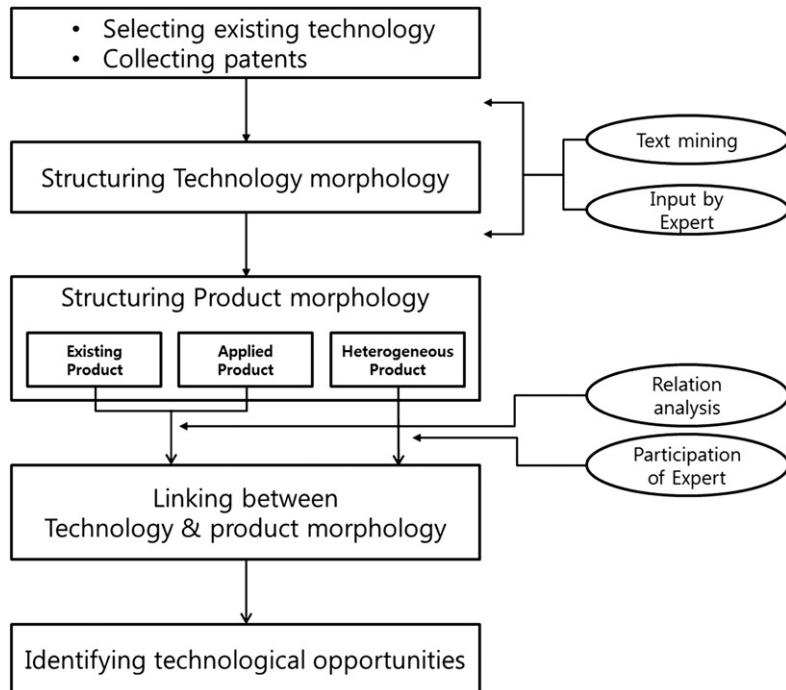 • Selecting existing technology
• Collecting patents
Text mining
Structuring Technology morphology
Input by
Expert
Structuring Product morphology
Existing
Product
Applied
Product
Heterogeneous
Product
Relation
analysis
Participation
of Expert
Linking between
Technology & product morphology
Identifying technological opportunities